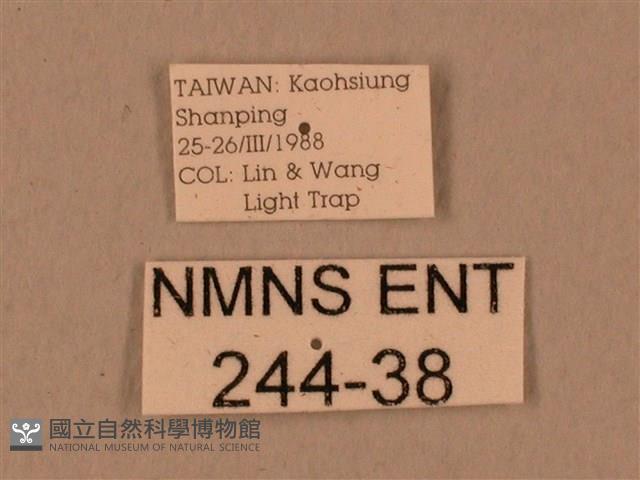 TAIWAN: Kaohsiung
Shanping
25-26/III/1988
COL: Lin & Wang
Light Trap
NMNS ENT
244-38
國立自然科學博物館
NATIONAL MUSEUM OF NATURAL SCIENCE